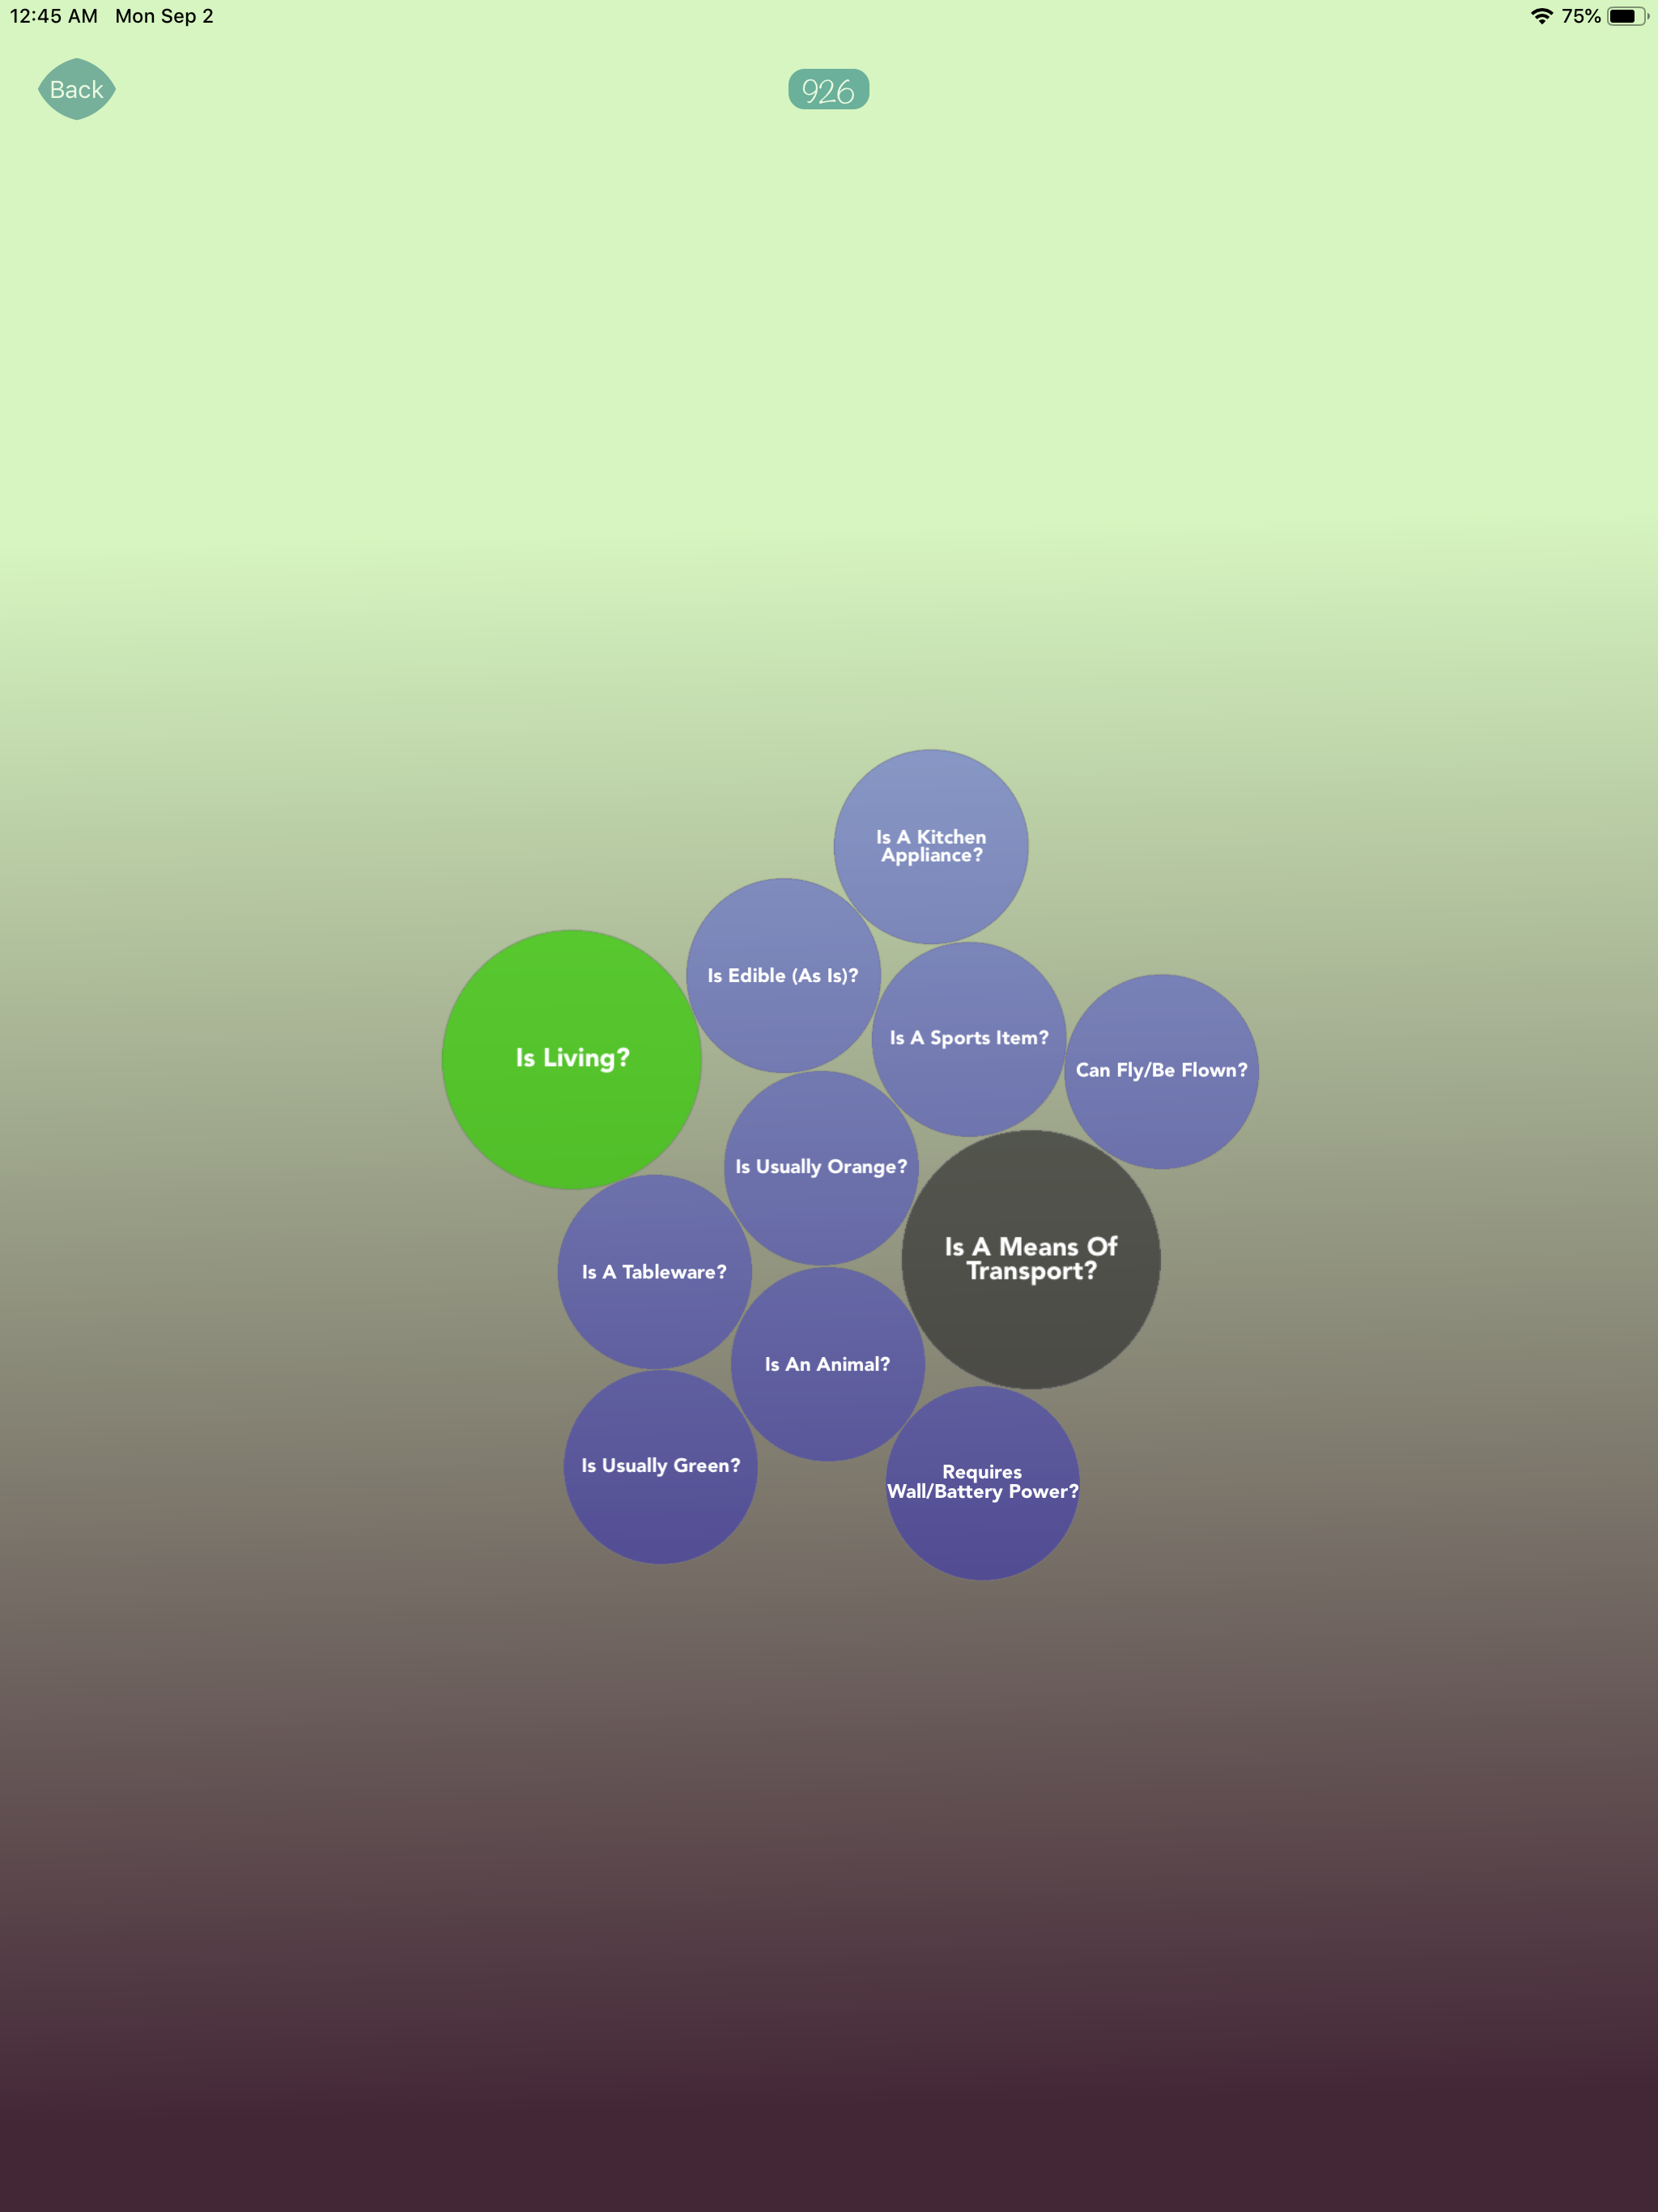 12:45 AM Mon Sep 2
75%
Back
926
Is A Kitchen
Appliance?
Is Edible (As Is)?
Is A Sports Item?
Is Living?
Can Fly/Be Flown?
Is Usually Orange?
Is A Means Of
Transport?
Is A Tableware?
Is An Animal?
Is Usually Green?
Requires
Wall/Battery Power?